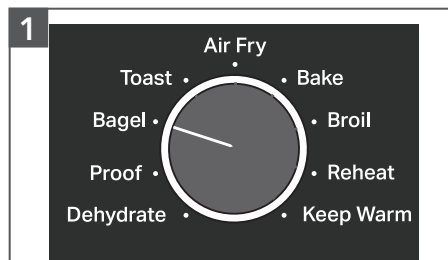 1
Air Fry
Toast Bake
Bagel Broil
Proof Reheat
Dehydrate Keep Warm